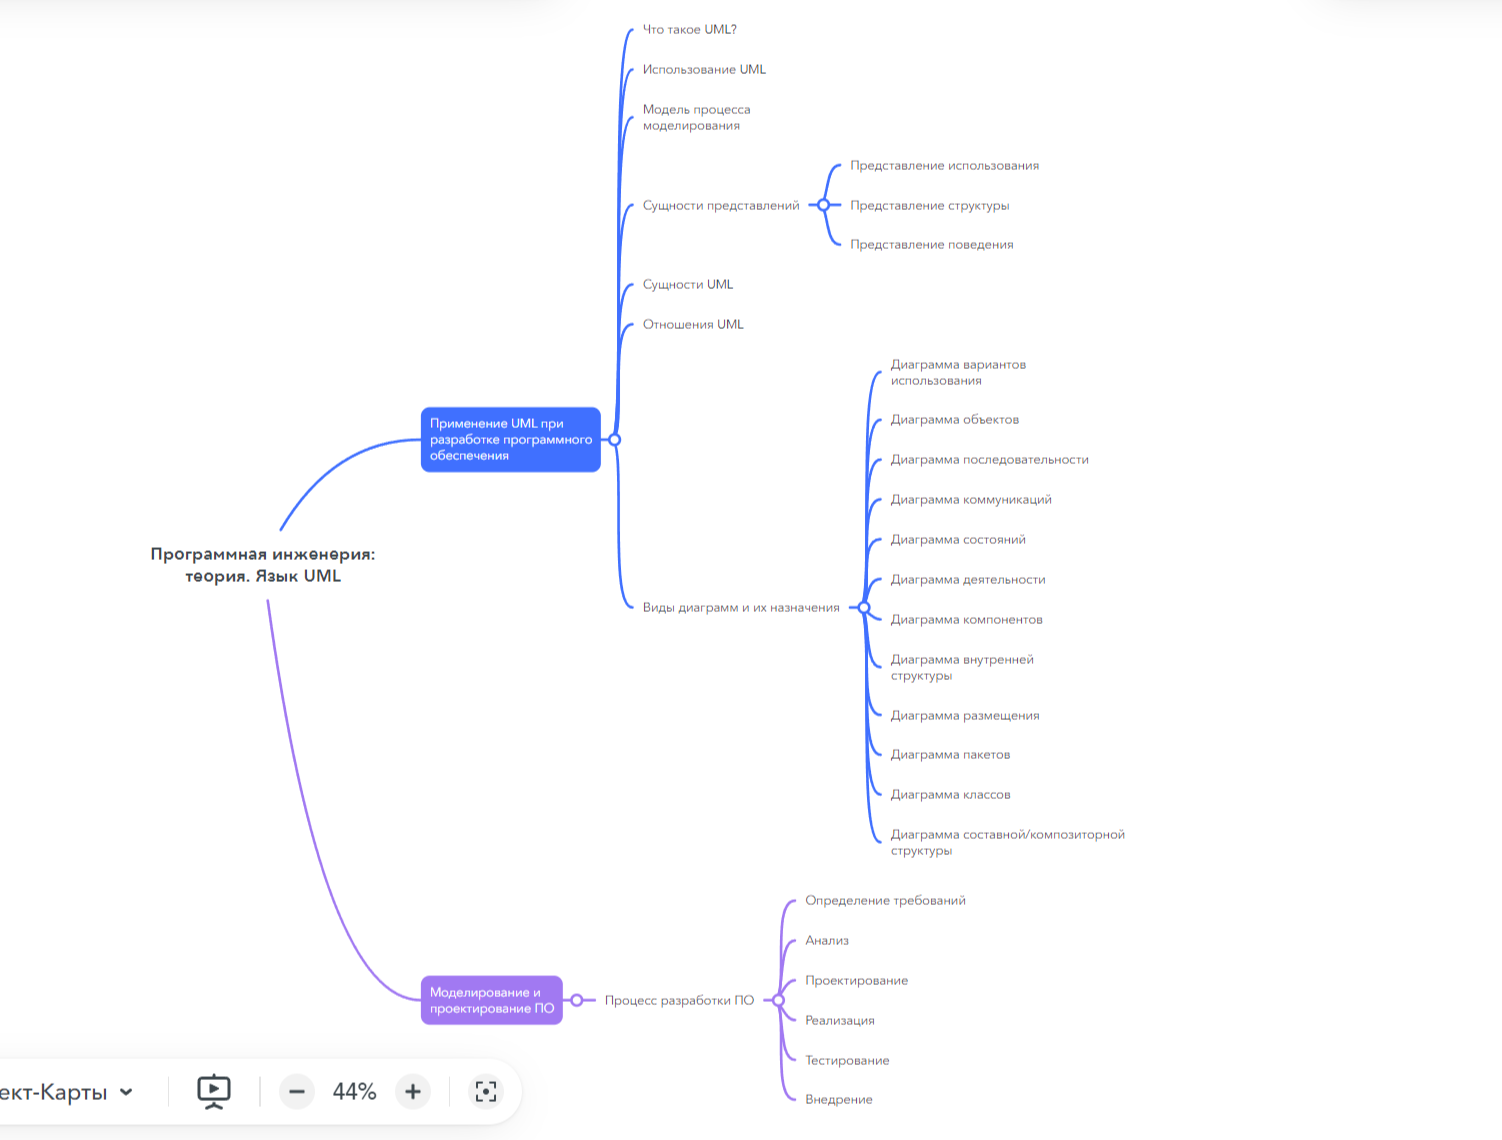 Что такое UML?
Использование UML
Модель процесса
моделирования
Представление использования
Сущности представлений
Представление структуры
Представление поведения
Сущности UML
Отношения UML
Диаграмма вариантов
использования
Диаграмма объектов
Применение UML при
разработке программного
обеспечения
Диаграмма последовательности
Диаграмма коммуникаций
Диаграмма состояний
Программная инженерия:
теория. Язык UML
Диаграмма деятельности
Виды диаграмм и их назначения
Диаграмма компонентов
Диаграмма внутренней
структуры
Диаграмма размещения
Диаграмма пакетов
Диаграмма классов
Диаграмма составной/композиторной
структуры
Определение требований
Анализ
Проектирование
Моделирование и
проектирование ПО
Процесс разработки ПО
Реализация
Тестирование
Внедрение
ект-Карты
44%